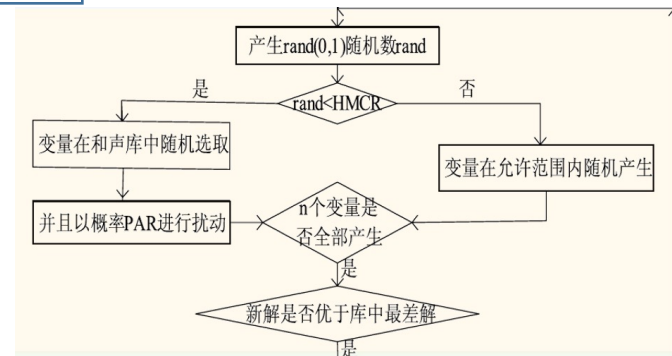 产生rand(0,1)随机数rand
是
rand<HMCR
否
变量在和声库中随机选取
变量在允许范围内随机产生
并且以概率PAR进行扰动
n个变量是
否全部产生
是
新解是否优于库中最差解
是